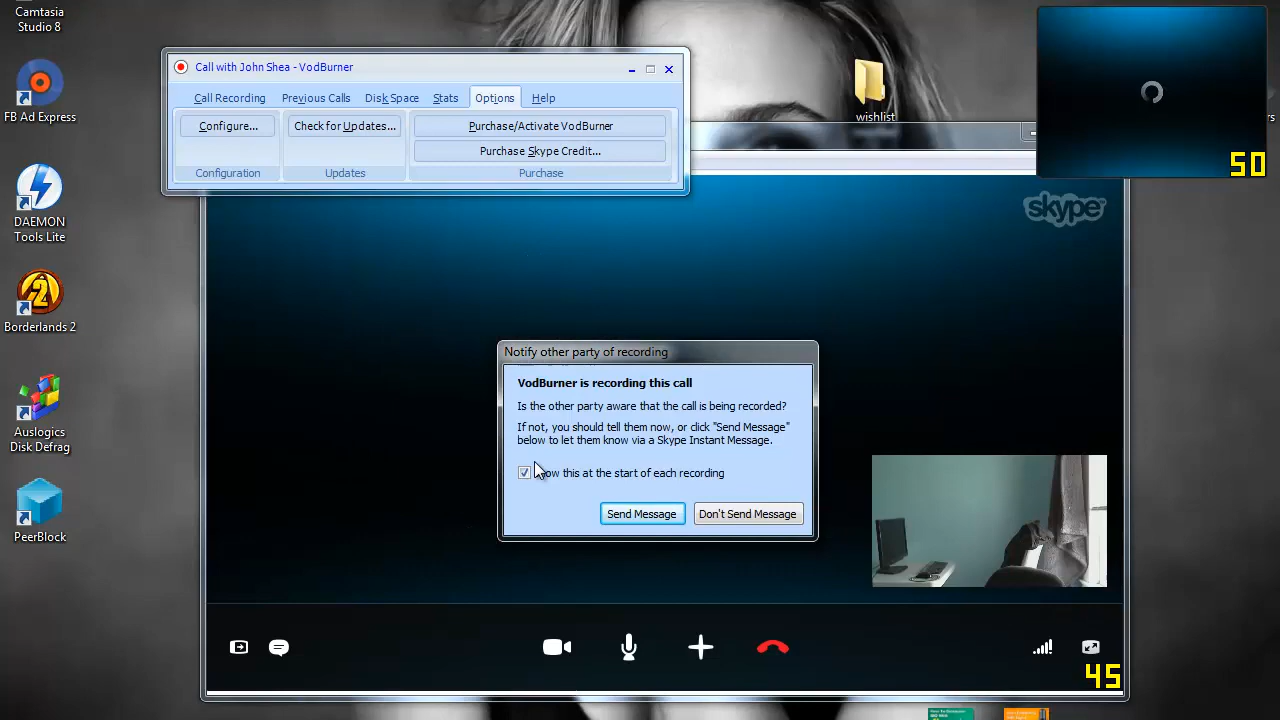 Camtasia
Studio 8
FB Ad Express
DAEMON
Tools Lite
Borderlands 2
Auslogics
Disk Defrag
PeerBlock
Call with John Shea - VodBurner
Call Recording Previous Calls Disk Space Stats Options Help
Configure... Check for Updates... Purchase/Activate VodBurner
Purchase Skype Credit...
Configuration Updates Purchase
wishlist
50
skype
Notify other party of recording
VodBurner is recording this call
Is the other party aware that the call is being recorded?
If not, you should tell them now, or click "Send Message"
below to let them know via a Skype Instant Message.
this at the start of each recording
Send Message Don't Send Message
45